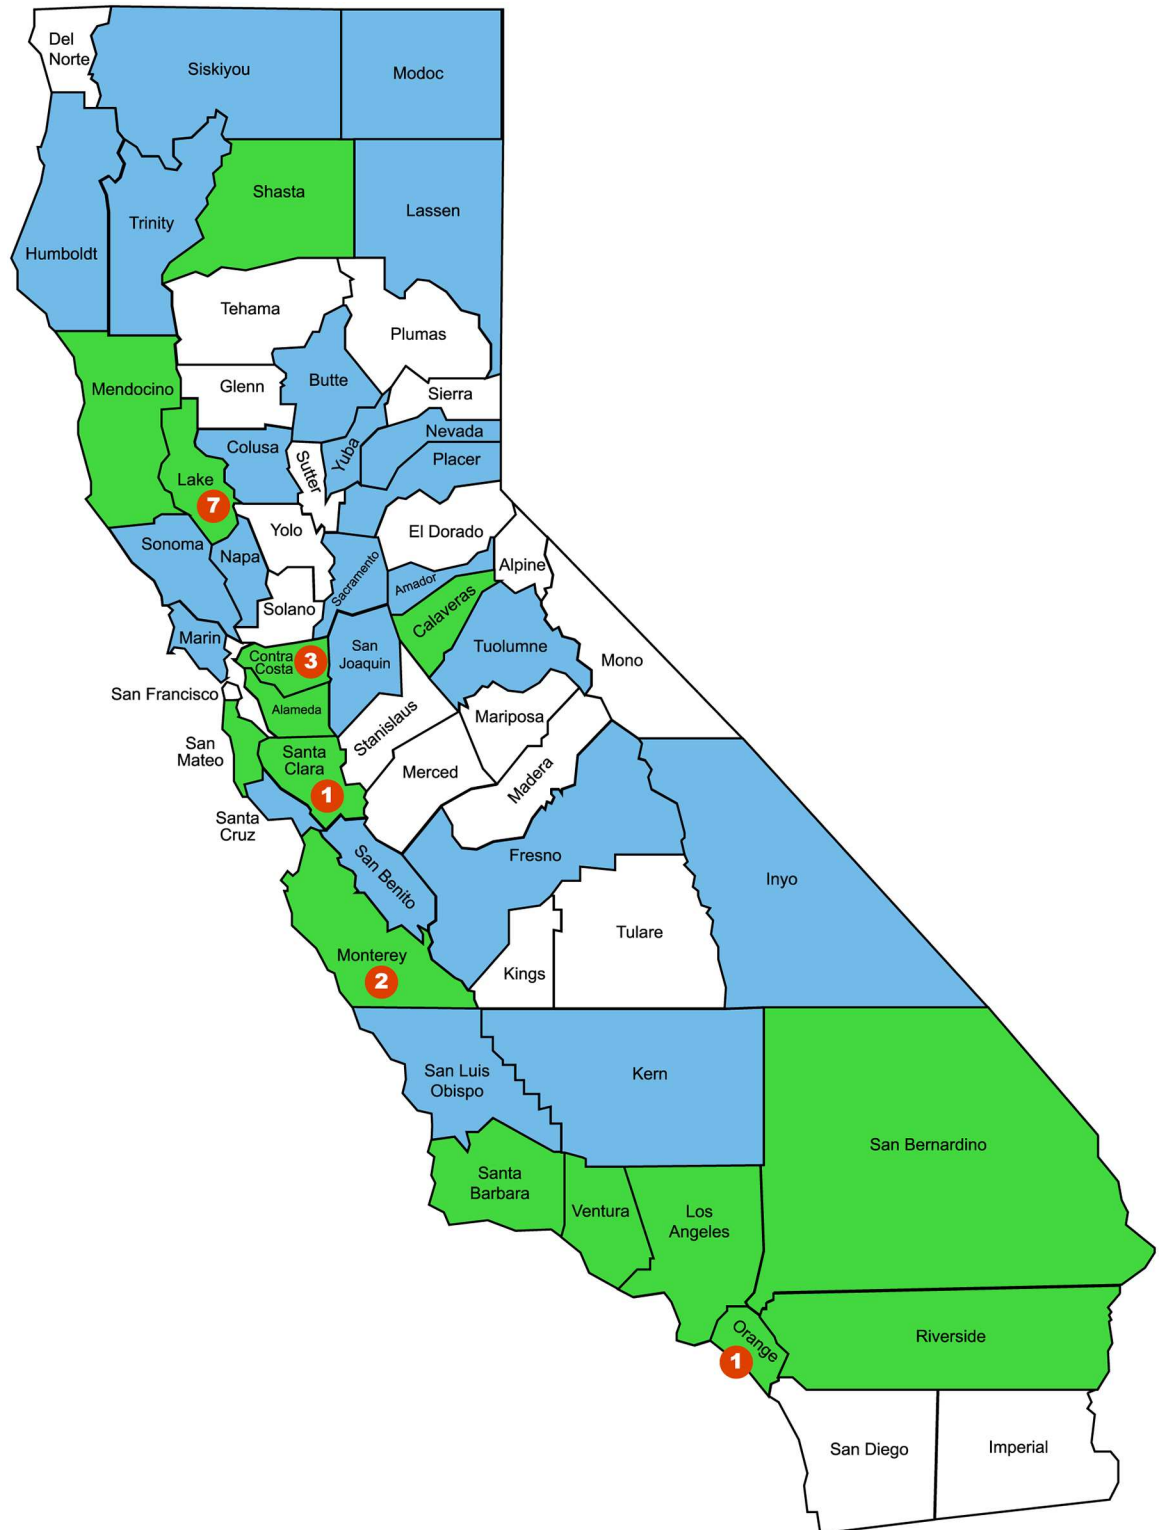 Del
Norte
Siskiyou
Modoc
Shasta
Lassen
Trinity
Humboldt
Tehama
Plumas
Mendocino
Glenn
Butte
Sierra
Colusa
Sutter
Yuba
Nevada
Placer
Lake
7
Sonoma
Napa
Yolo
Sacramento
El Dorado
Alpine
Amador
Calaveras
Solano
Marin
Contra
Costa
3
San
Joaquin
Tuolumne
Mono
San Francisco
Alameda
Stanislaus
Mariposa
San
Mateo
Santa
Clara
1
Merced
Madera
Santa
Cruz
San Benito
Fresno
Inyo
Monterey
2
Kings
Tulare
San Luis
Obispo
Kern
San Bernardino
Santa
Barbara
Ventura
Los
Angeles
Orange
1
Riverside
San Diego
Imperial